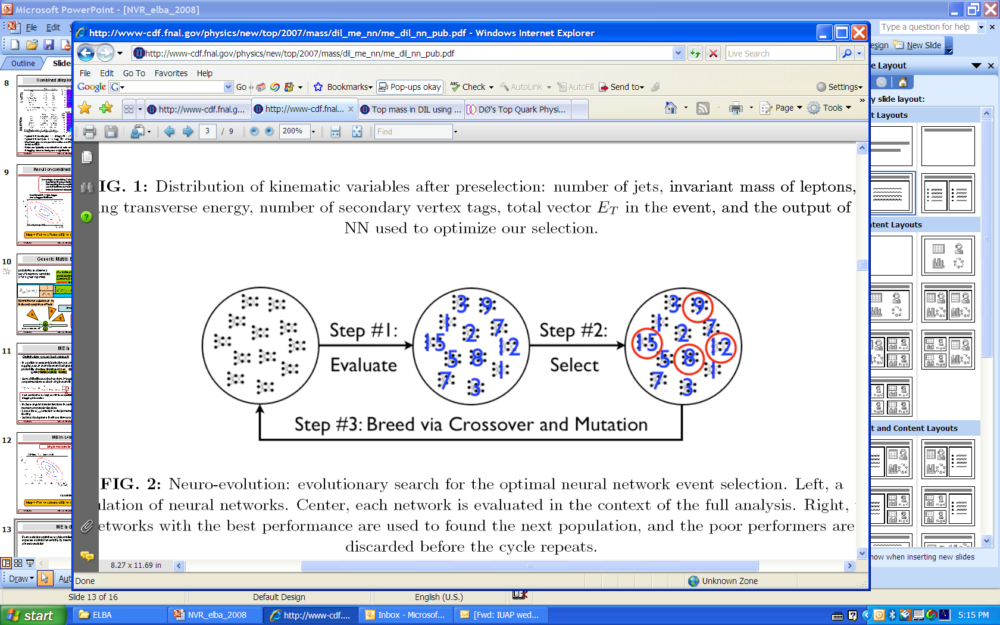 Microsoft PowerPoint - [NVR_elba_2008]
File Edit
Type a question for help
New Slide
Outline
http://www-cdf.fnal.gov/physics/new/top/2007/mass/dil_me_nn/me_dil_nn_pub.pdf - Windows Internet Explorer
http://www-cdf.fnal.gov/physics/new/top/2007/mass/dil_me_nn/me_dil_nn_pub.pdf
Live Search
File Edit Go To Favorites Help
Google G Go Bookmarks Pop-ups okay Check AutoLink AutoFill Send to Settings
http://www-cdf.fnal.g... http://www-cdf.fnal... Top mass in DIL using ... DØ's Top Quark Physi... Page Tools »
3 / 9 200% Find
IG. 1: Distribution of kinematic variables after preselection: number of jets, invariant mass of leptons,
ing transverse energy, number of secondary vertex tags, total vector E_T in the event, and the output of
NN used to optimize our selection.
Step #1:
Evaluate
3 9 1 2 7 15 12 5 8 1 7 3
Step #2:
Select
3 9 1 2 7 15 12 5 8 1 7 3
Step #3: Breed via Crossover and Mutation
FIG. 2: Neuro-evolution: evolutionary search for the optimal neural network event selection. Left, a
ulation of neural networks. Center, each network is evaluated in the context of the full analysis. Right,
etworks with the best performance are used to found the next population, and the poor performers are
discarded before the cycle repeats.
8.27 x 11.69 in
Done
Unknown Zone
8
Combined
9
Result on combined
10
Generic Matrix
11
ME in
12
13
e Layout
y slide layout:
t Layouts
tent Layouts
t and Content Layouts
how when inserting new slides
Draw
Slide 13 of 16 Default Design English (U.S.)
start ELBA NVR_elba_2008 http://www-cdf.... Inbox - Microsof... [Fwd: IUAP wed... 5:15 PM